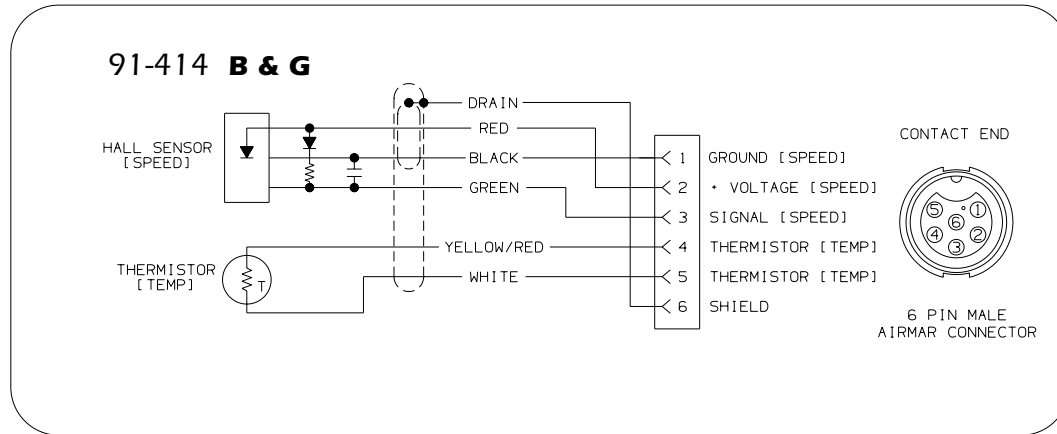 91-414 B & G
DRAIN
RED
BLACK
GREEN
YELLOW/RED
WHITE
HALL SENSOR
[SPEED]
THERMISTOR
[TEMP]
T
1 GROUND [SPEED]
2 + VOLTAGE [SPEED]
3 SIGNAL [SPEED]
4 THERMISTOR [TEMP]
5 THERMISTOR [TEMP]
6 SHIELD
CONTACT END
5 1
6
4 2
3
6 PIN MALE
AIRMAR CONNECTOR